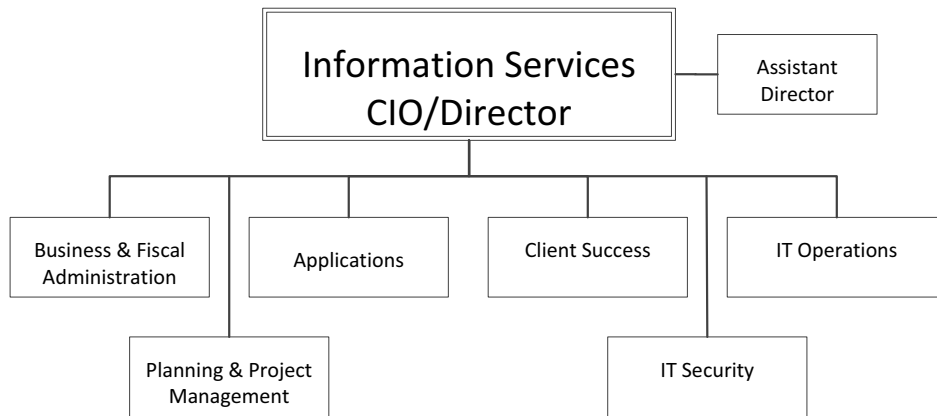 Information Services
CIO/Director
Assistant
Director
Business & Fiscal
Administration
Applications
Client Success
IT Operations
Planning & Project
Management
IT Security